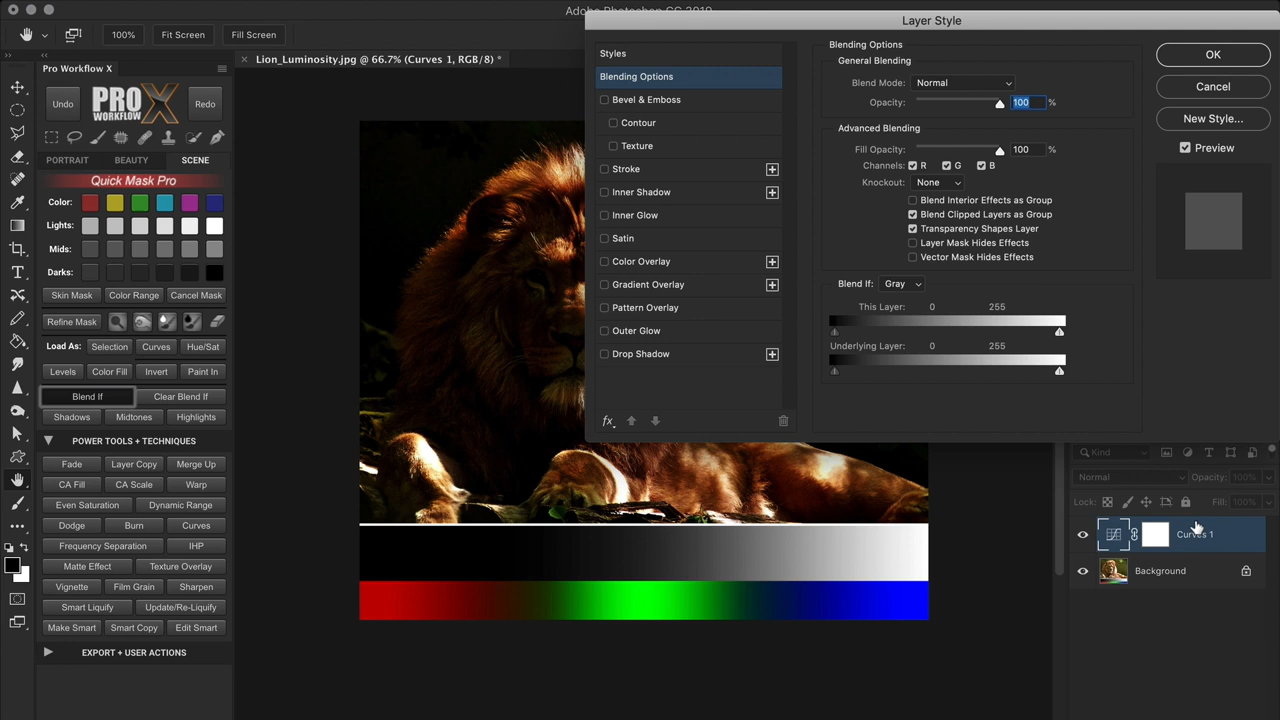 Adobe Photoshop CC 2019
100%
Fit Screen
Fill Screen
Lion_Luminosity.jpg @ 66.7% (Curves 1, RGB/8) *
Pro Workflow X
Undo
PRO X
WORKFLOW
Redo
PORTRAIT
BEAUTY
SCENE
Quick Mask Pro
Color:
Lights:
Mids:
Darks:
Skin Mask
Color Range
Cancel Mask
Refine Mask
Load As:
Selection
Curves
Hue/Sat
Levels
Color Fill
Invert
Paint In
Blend If
Clear Blend If
Shadows
Midtones
Highlights
POWER TOOLS + TECHNIQUES
Fade
Layer Copy
Merge Up
CA Fill
CA Scale
Warp
Even Saturation
Dynamic Range
Dodge
Burn
Curves
Frequency Separation
IHP
Matte Effect
Texture Overlay
Vignette
Film Grain
Sharpen
Smart Liquify
Update/Re-Liquify
Make Smart
Smart Copy
Edit Smart
EXPORT + USER ACTIONS
Layer Style
Styles
Blending Options
Bevel & Emboss
Contour
Texture
Stroke
Inner Shadow
Inner Glow
Satin
Color Overlay
Gradient Overlay
Pattern Overlay
Outer Glow
Drop Shadow
fx
Blending Options
General Blending
Blend Mode: Normal
Opacity: 100 %
Advanced Blending
Fill Opacity: 100 %
Channels: R G B
Knockout: None
Blend Interior Effects as Group
Blend Clipped Layers as Group
Transparency Shapes Layer
Layer Mask Hides Effects
Vector Mask Hides Effects
Blend If: Gray
This Layer: 0 255
Underlying Layer: 0 255
OK
Cancel
New Style...
Preview
Kind
Normal
Opacity: 100%
Lock:
Fill: 100%
Curves 1
Background